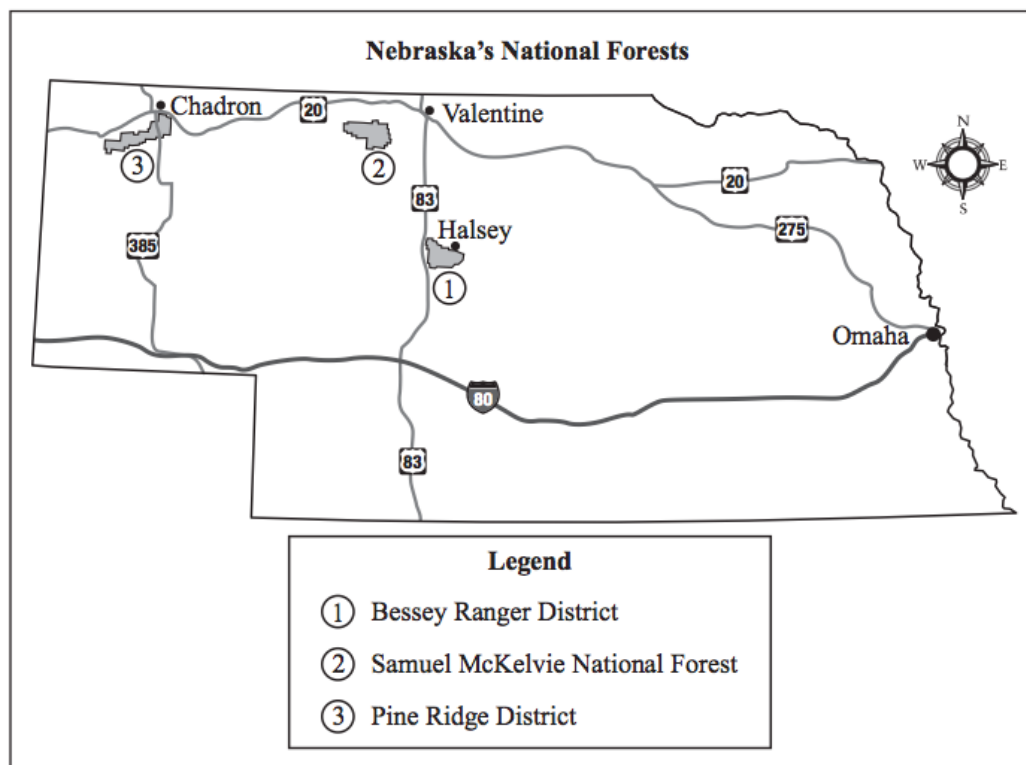 Nebraska's National Forests
Chadron
20
Valentine
3
2
83
20
Halsey
385
275
1
Omaha
80
83
N
W E
S
Legend
1 Bessey Ranger District
2 Samuel McKelvie National Forest
3 Pine Ridge District